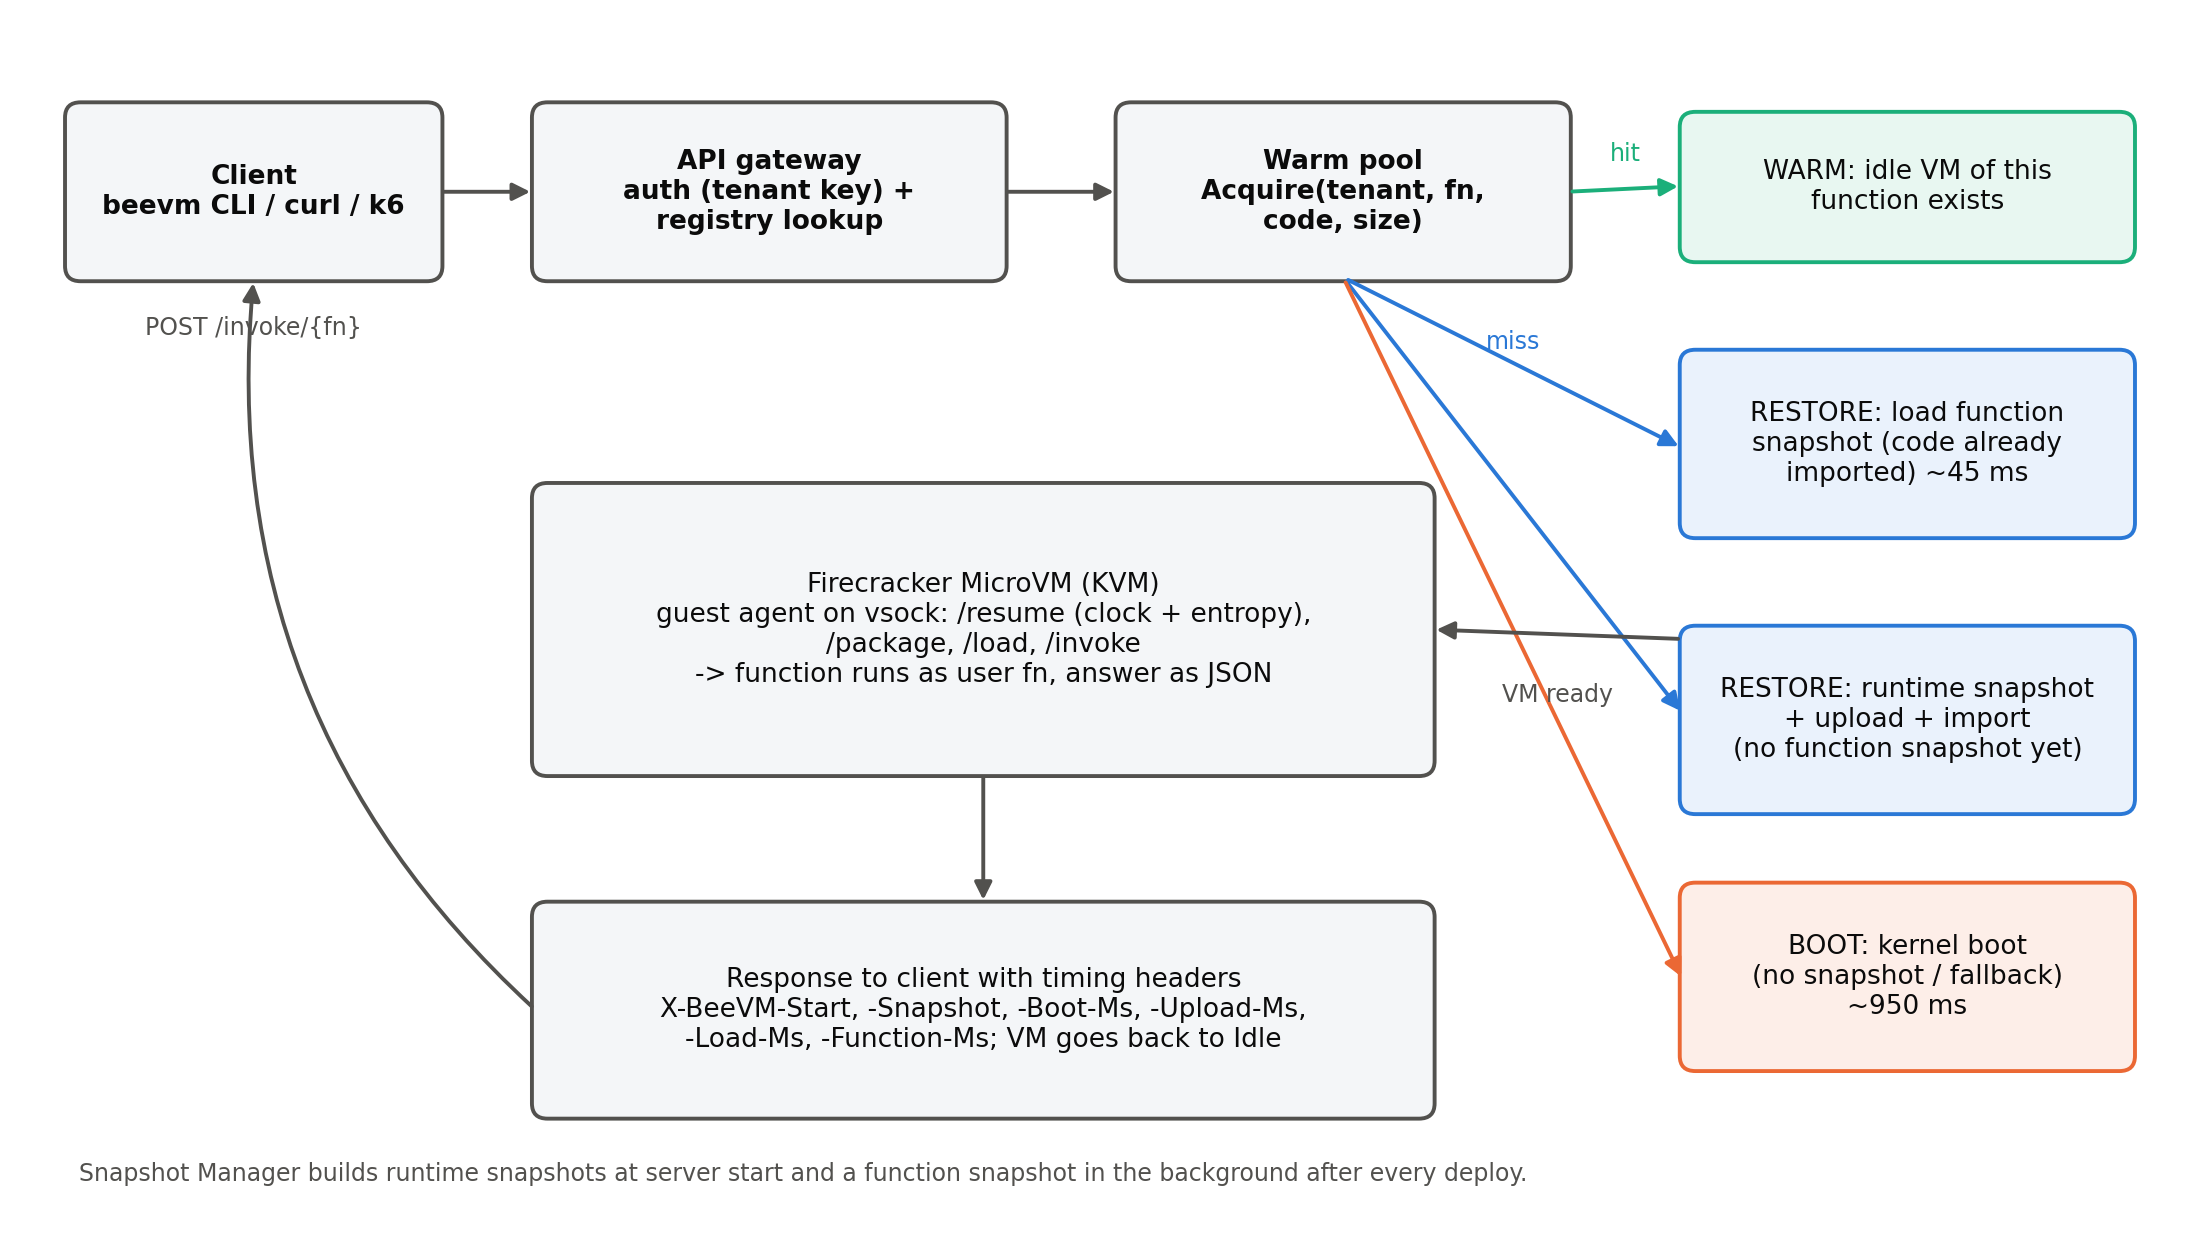 Client
beevm CLI / curl / k6
API gateway
auth (tenant key) +
registry lookup
Warm pool
Acquire(tenant, fn,
code, size)
hit
WARM: idle VM of this
function exists
POST /invoke/{fn}
miss
RESTORE: load function
snapshot (code already
imported) ~45 ms
Firecracker MicroVM (KVM)
guest agent on vsock: /resume (clock + entropy),
/package, /load, /invoke
-> function runs as user fn, answer as JSON
VM ready
RESTORE: runtime snapshot
+ upload + import
(no function snapshot yet)
BOOT: kernel boot
(no snapshot / fallback)
~950 ms
Response to client with timing headers
X-BeeVM-Start, -Snapshot, -Boot-Ms, -Upload-Ms,
-Load-Ms, -Function-Ms; VM goes back to Idle
Snapshot Manager builds runtime snapshots at server start and a function snapshot in the background after every deploy.